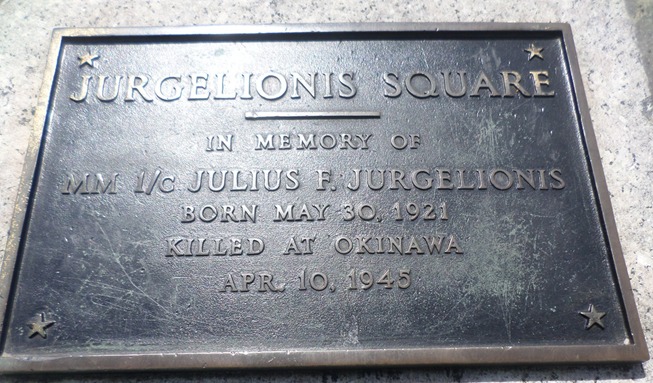 JURGELIONIS SQUARE
IN MEMORY OF
MM 1/C JULIUS F. JURGELIONIS
BORN MAY 30, 1921
KILLED AT OKINAWA
APR. 10, 1945